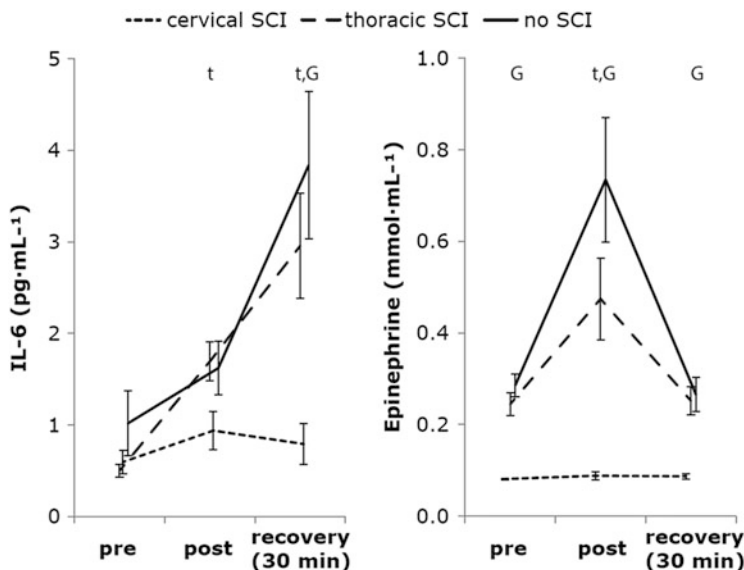 cervical SCI thoracic SCI no SCI
t t,G
5
4
3
2
1
0
IL-6 (pg·mL⁻¹)
pre post recovery
(30 min)
G t,G G
1.0
0.8
0.6
0.4
0.2
0.0
Epinephrine (mmol·mL⁻¹)
pre post recovery
(30 min)